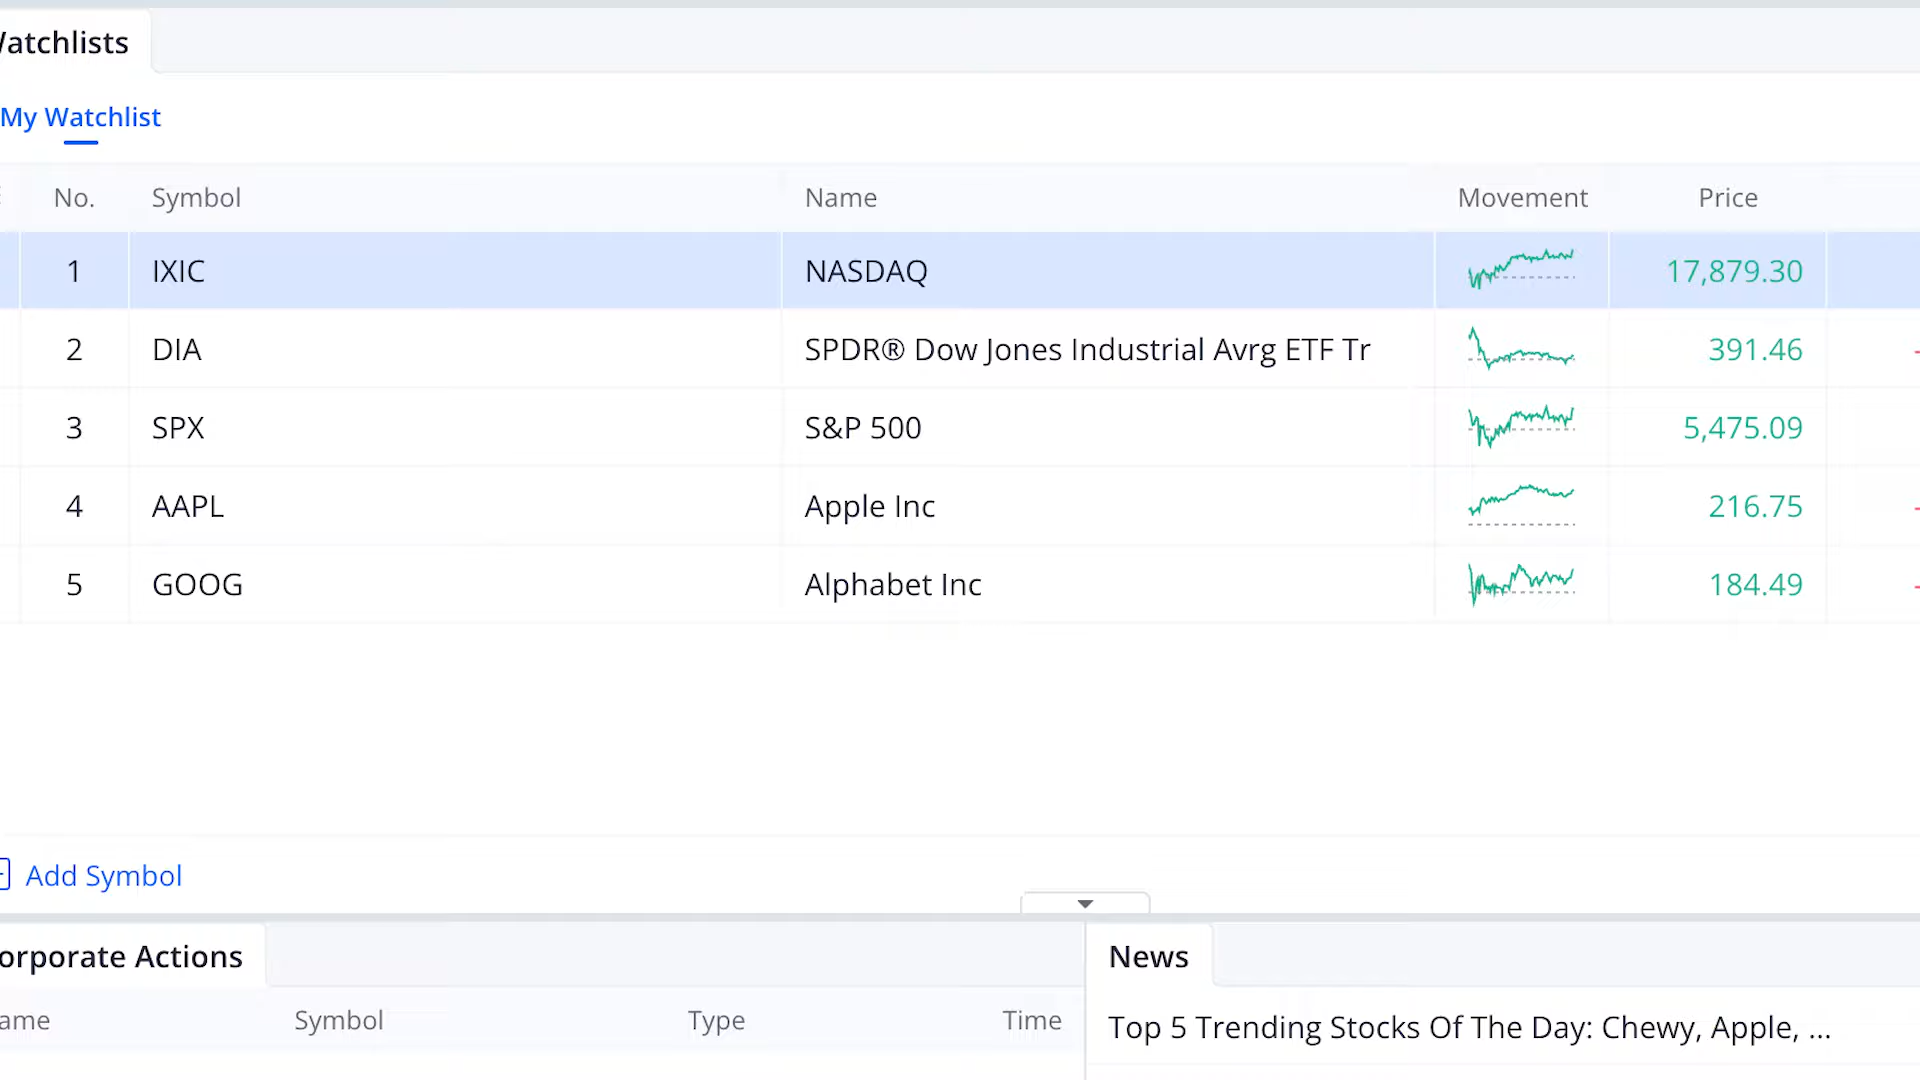 Watchlists
My Watchlist
No. Symbol Name Movement Price
1 IXIC NASDAQ 17,879.30
2 DIA SPDR® Dow Jones Industrial Avrg ETF Tr 391.46
3 SPX S&P 500 5,475.09
4 AAPL Apple Inc 216.75
5 GOOG Alphabet Inc 184.49
Add Symbol
orporate Actions
ame Symbol Type Time
News
Top 5 Trending Stocks Of The Day: Chewy, Apple, ...